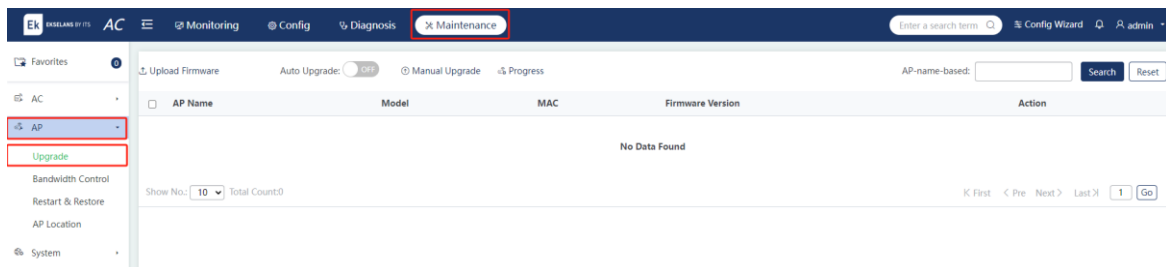 Ek EKSELANS BY ITS AC Monitoring Config Diagnosis Maintenance Enter a search term Config Wizard admin
Favorites 0
Upload Firmware Auto Upgrade: OFF Manual Upgrade Progress AP-name-based: Search Reset
AC
AP Name Model MAC Firmware Version Action
AP
No Data Found
Upgrade
Bandwidth Control
Show No.: 10 Total Count:0 First Pre Next Last 1 Go
Restart & Restore
AP Location
System